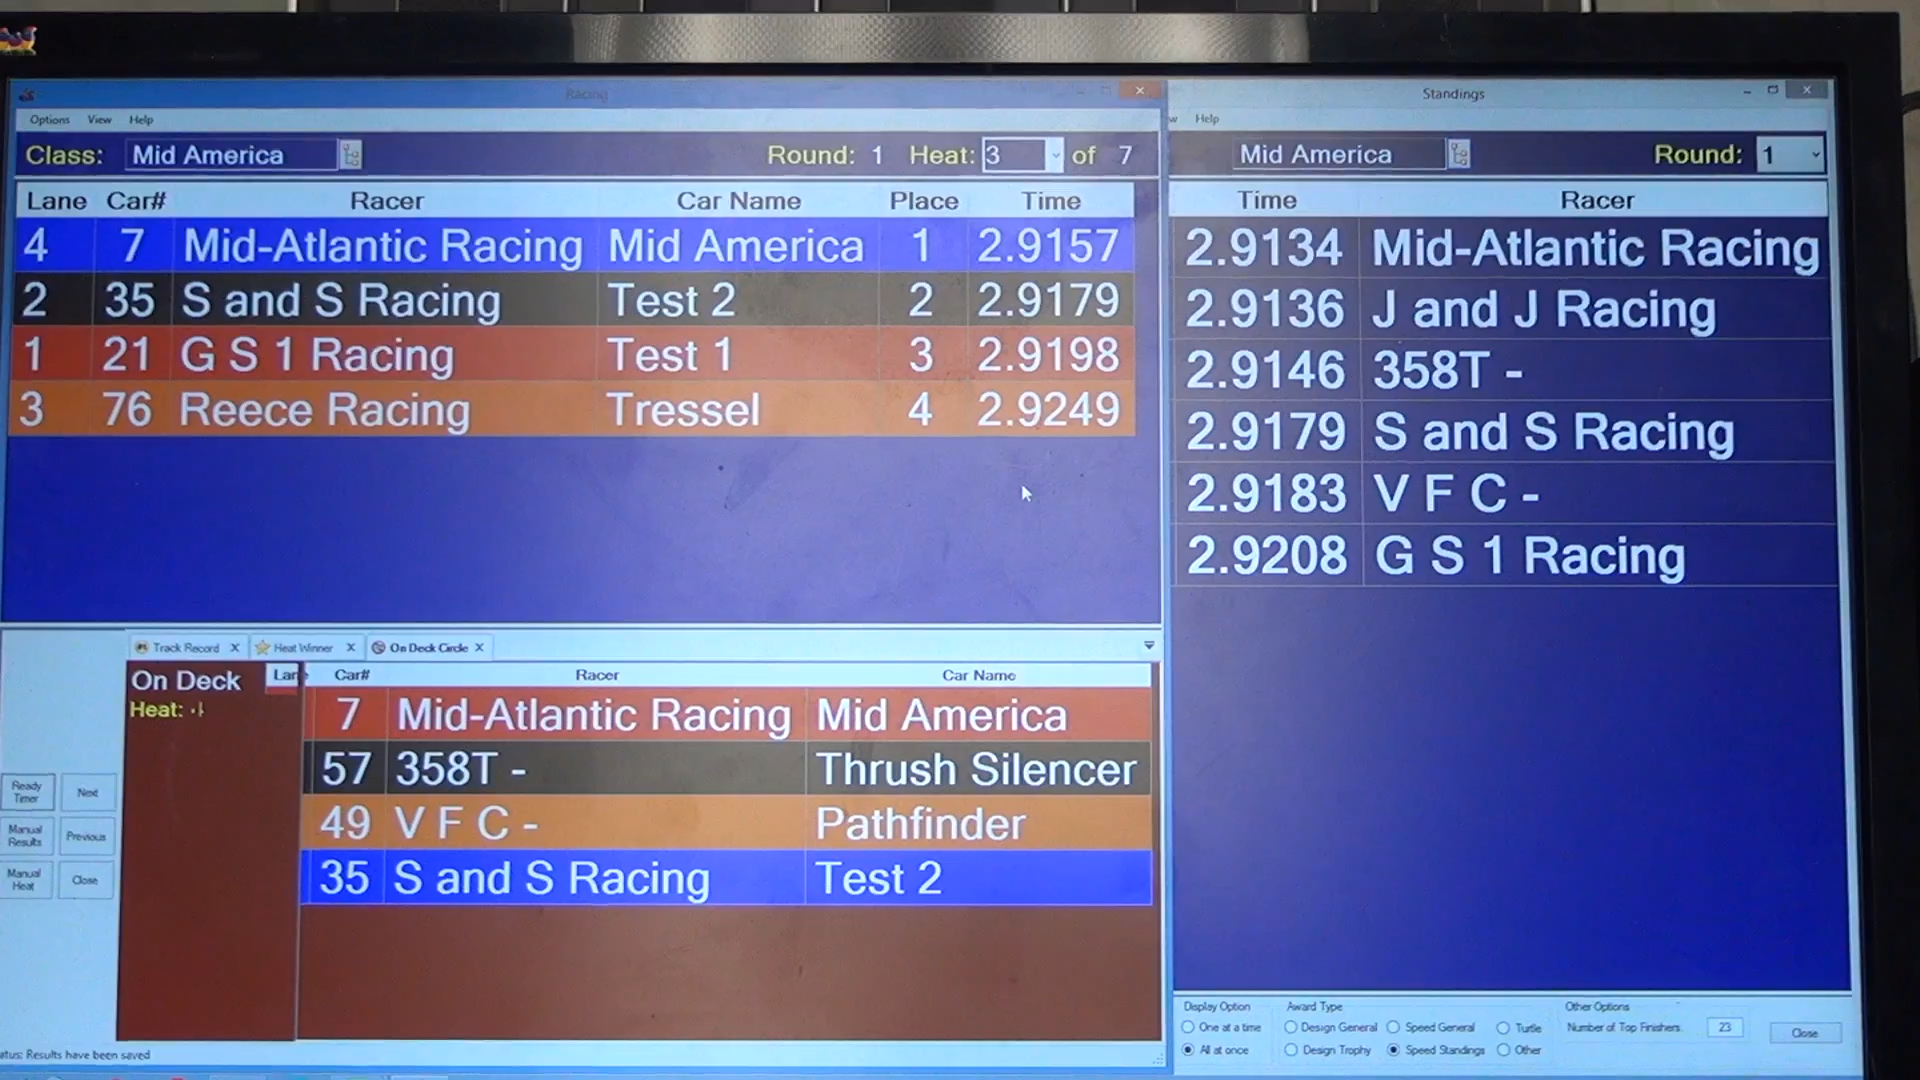 Racing
Options View Help
Class: Mid America Round: 1 Heat: 3 of 7
Lane Car# Racer Car Name Place Time
4 7 Mid-Atlantic Racing Mid America 1 2.9157
2 35 S and S Racing Test 2 2 2.9179
1 21 G S 1 Racing Test 1 3 2.9198
3 76 Reece Racing Tressel 4 2.9249
Track Record Heat Winner On Deck Circle
On Deck
Heat:
Car# Racer Car Name
7 Mid-Atlantic Racing Mid America
57 358T - Thrush Silencer
49 V F C - Pathfinder
35 S and S Racing Test 2
Ready Timer Next
Manual Results Previous
Manual Heat Close
atus: Results have been saved
Standings
w Help
Mid America Round: 1
Time Racer
2.9134 Mid-Atlantic Racing
2.9136 J and J Racing
2.9146 358T -
2.9179 S and S Racing
2.9183 V F C -
2.9208 G S 1 Racing
Display Option Award Type Other Options
One at a time Design General Speed General Turtle Number of Top Finishers 23 Close
All at once Design Trophy Speed Standings Other